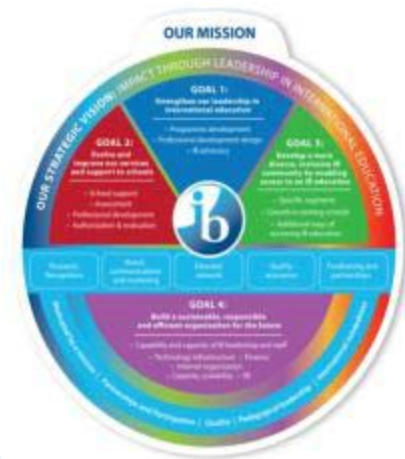 OUR MISSION
OUR STRATEGIC VISION: IMPACT THROUGH LEADERSHIP IN INTERNATIONAL EDUCATION
GOAL 1:
Strengthen our leadership in
international education
• Programme development
• Professional development design
• IB advocacy
GOAL 2:
Evolve and
improve our services
and support to schools
• School support
• Assessment
• Professional development
• Authorization & evaluation
GOAL 3:
Develop a more
diverse, inclusive IB
community by enabling
access to an IB education
• Specific segments
• Growth in existing schools
• Additional ways of
accessing IB education
ib
Research,
Recognition
Brand,
communications
and marketing
Educator
network
Quality
assurance
Fundraising and
partnerships
GOAL 4:
Build a sustainable, responsible
and efficient organization for the future
• Capability and capacity of IB leadership and staff
• Technology infrastructure • Finance
• Internal organization
• Capacity, scalability • HR
Partnerships and Participation | Quality | Pedagogical leadership